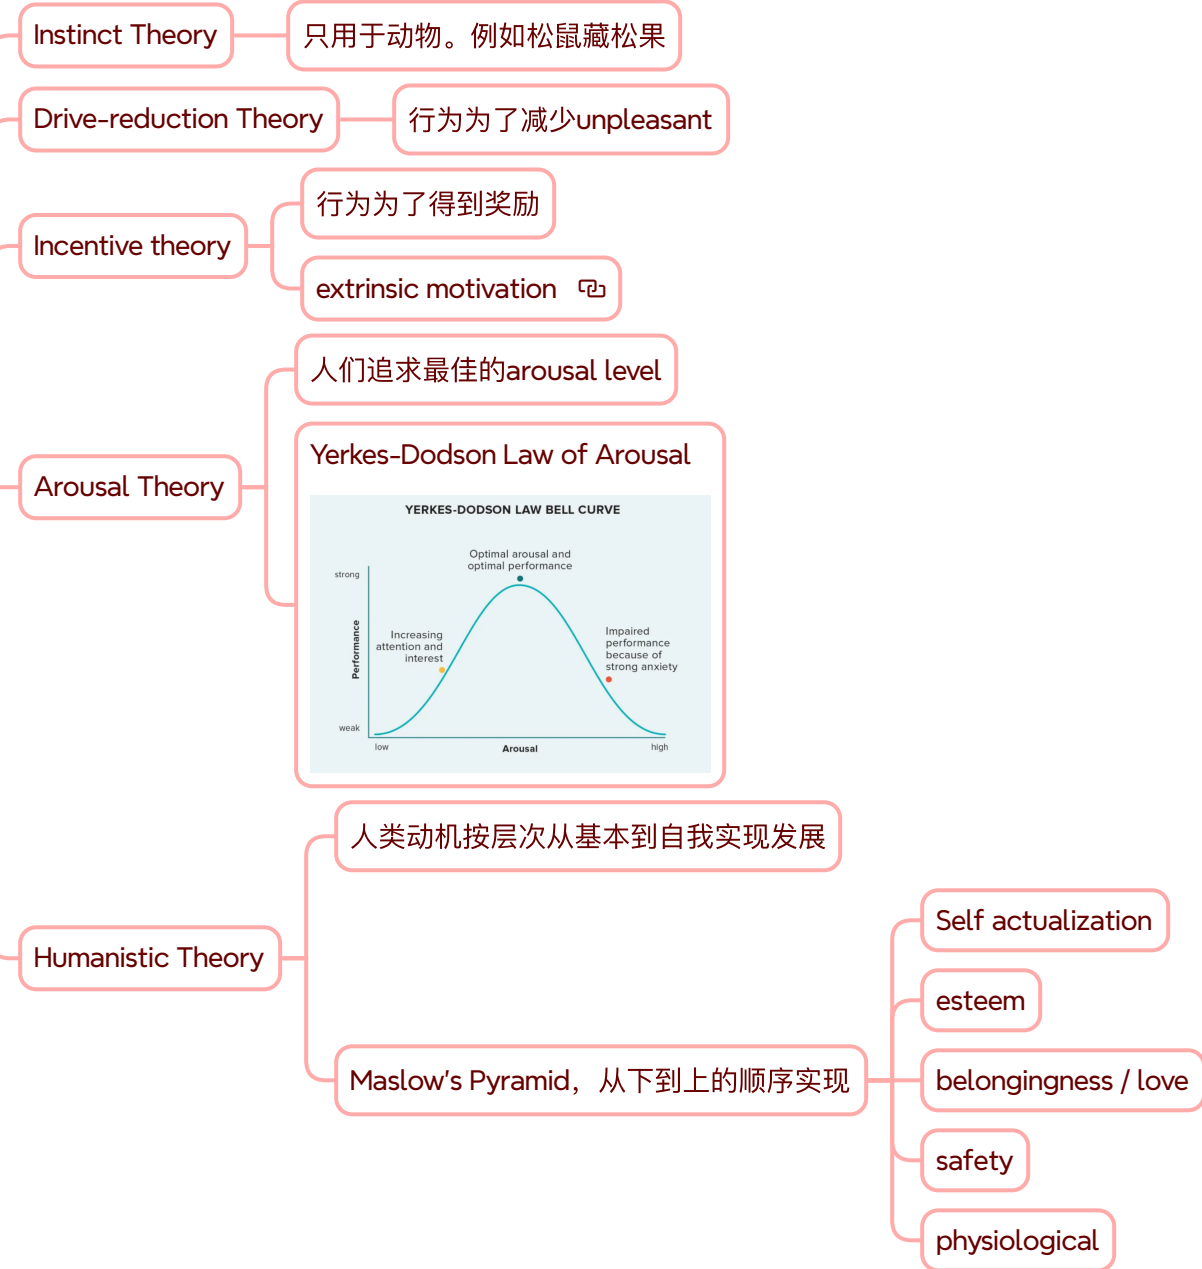 Instinct Theory
只用于动物。例如松鼠藏松果
Drive-reduction Theory
行为为了减少unpleasant
Incentive theory
行为为了得到奖励
extrinsic motivation
Arousal Theory
人们追求最佳的arousal level
Yerkes-Dodson Law of Arousal
YERKES-DODSON LAW BELL CURVE
Optimal arousal and
optimal performance
strong
Performance
weak
Increasing
attention and
interest
Impaired
performance
because of
strong anxiety
low
Arousal
high
Humanistic Theory
人类动机按层次从基本到自我实现发展
Maslow's Pyramid，从下到上的顺序实现
Self actualization
esteem
belongingness / love
safety
physiological